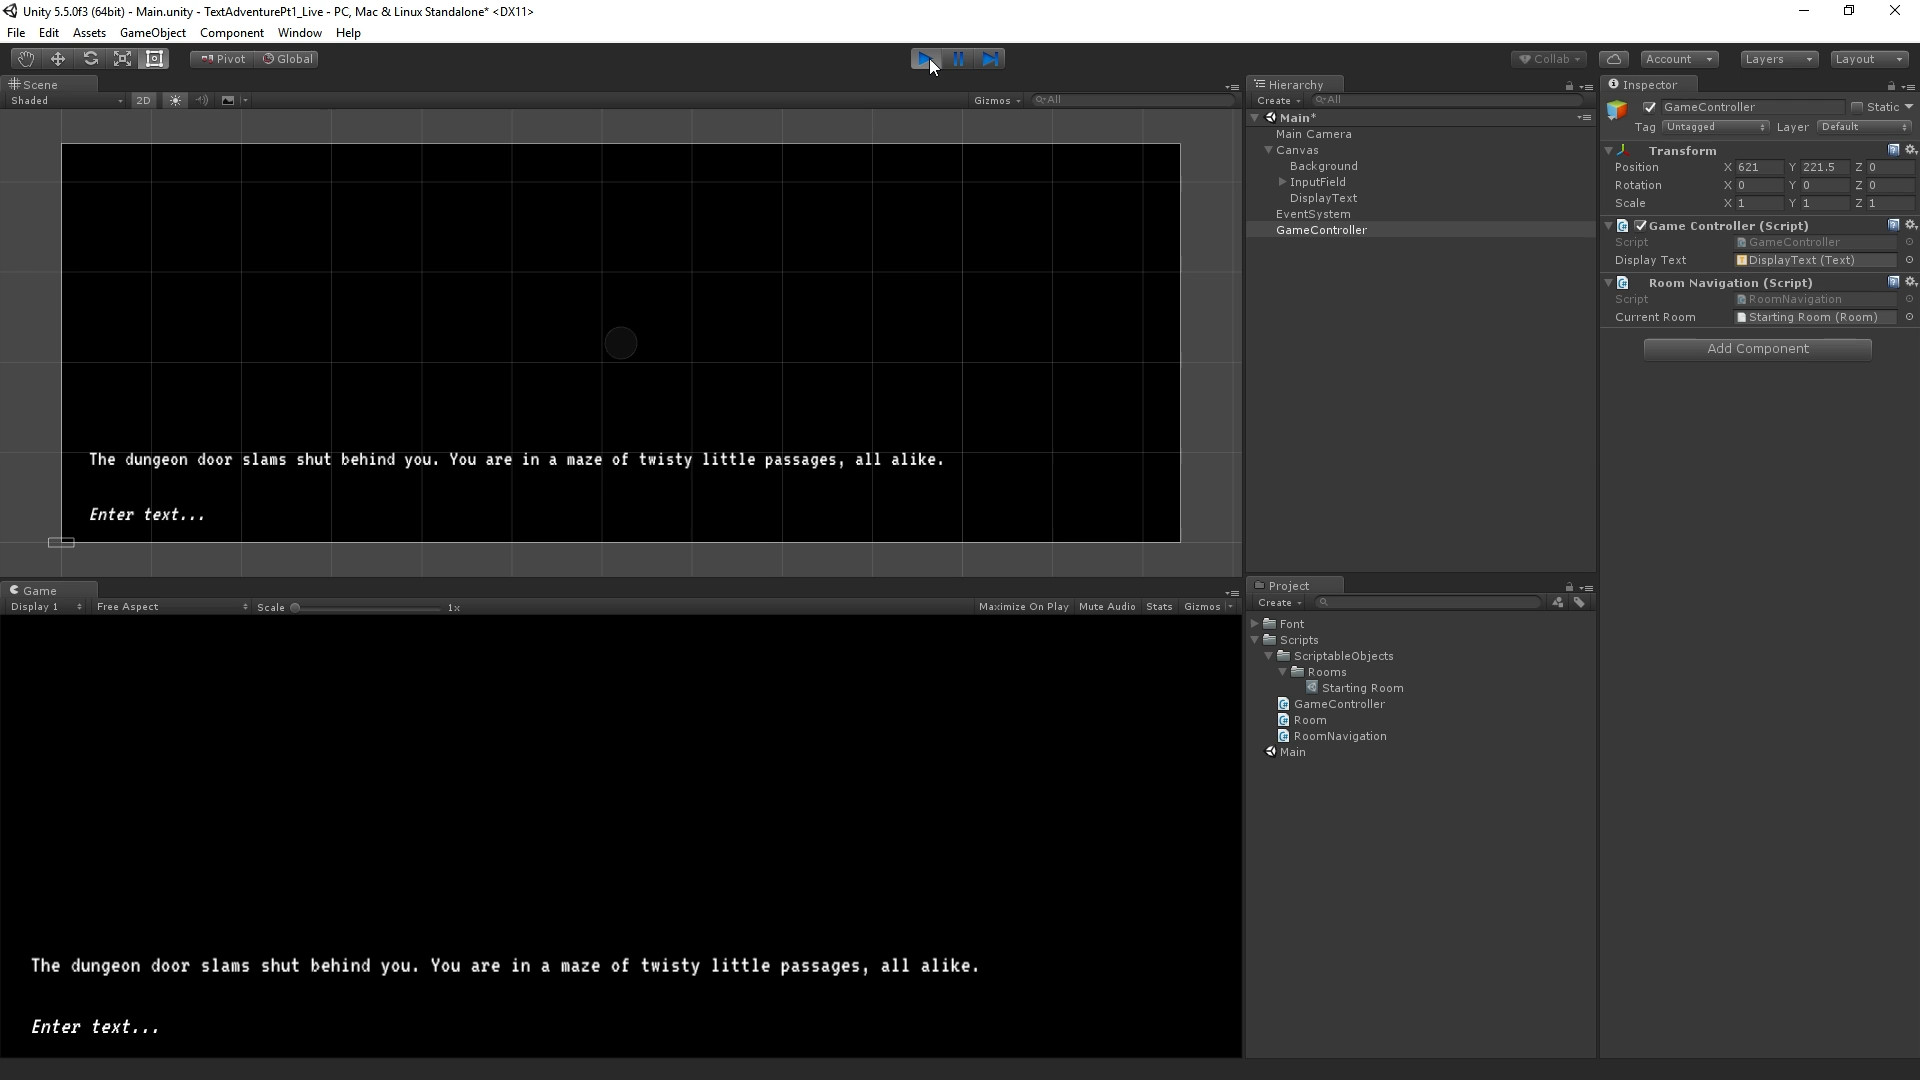 Unity 5.5.0f3 (64bit) - Main.unity - TextAdventurePt1_Live - PC, Mac & Linux Standalone* <DX11>
File Edit Assets GameObject Component Window Help
Pivot Global Collab Account Layers Layout
Scene
Shaded 2D Gizmos All
The dungeon door slams shut behind you. You are in a maze of twisty little passages, all alike.
Enter text...
Game
Display 1 Free Aspect Scale 1x Maximize On Play Mute Audio Stats Gizmos
The dungeon door slams shut behind you. You are in a maze of twisty little passages, all alike.
Enter text...
Hierarchy
Create All
Main*
Main Camera
Canvas
Background
InputField
DisplayText
EventSystem
GameController
Project
Create
Font
Scripts
ScriptableObjects
Rooms
Starting Room
GameController
Room
RoomNavigation
Main
Inspector
GameController Static
Tag Untagged Layer Default
Transform
Position X 621 Y 221.5 Z 0
Rotation X 0 Y 0 Z 0
Scale X 1 Y 1 Z 1
Game Controller (Script)
Script GameController
Display Text DisplayText (Text)
Room Navigation (Script)
Script RoomNavigation
Current Room Starting Room (Room)
Add Component